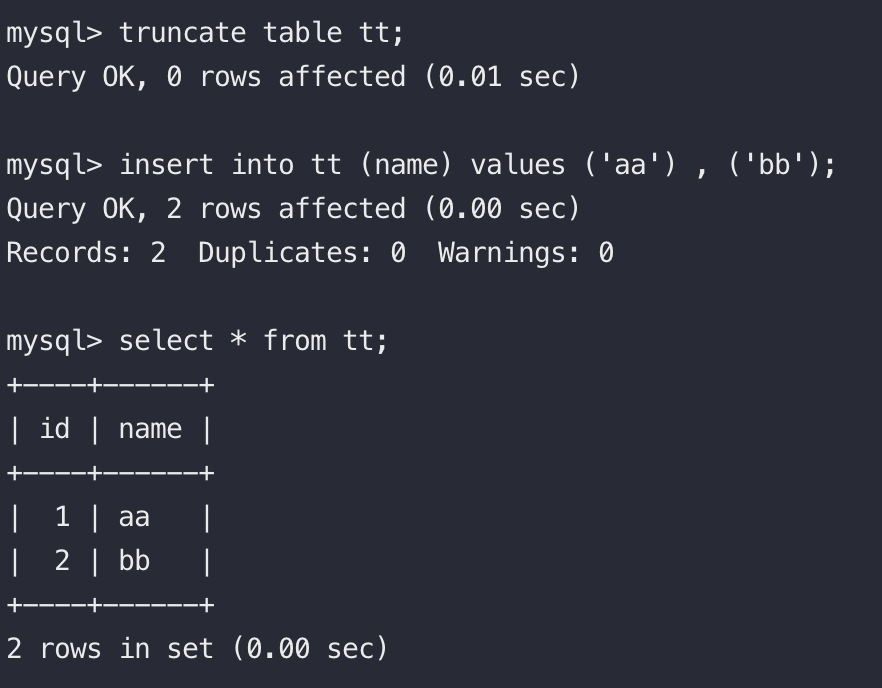 mysql> truncate table tt;
Query OK, 0 rows affected (0.01 sec)
mysql> insert into tt (name) values ('aa') , ('bb');
Query OK, 2 rows affected (0.00 sec)
Records: 2  Duplicates: 0  Warnings: 0
mysql> select * from tt;
+----+------+
| id | name |
+----+------+
|  1 | aa   |
|  2 | bb   |
+----+------+
2 rows in set (0.00 sec)